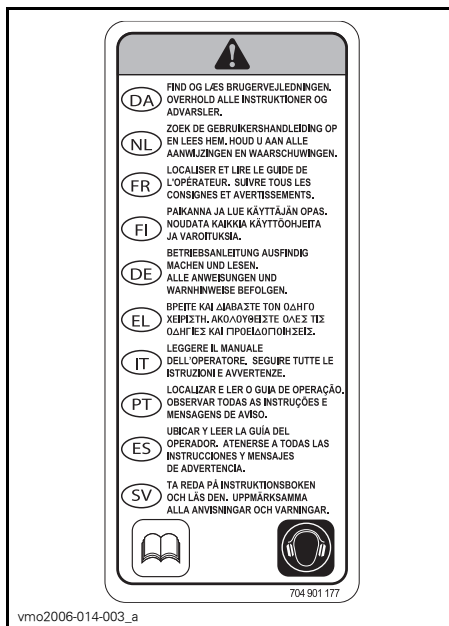 DA
FIND OG LÆS BRUGERVEJLEDNINGEN.
OVERHOLD ALLE INSTRUKTIONER OG
ADVARSLER.
NL
ZOEK DE GEBRUIKERSHANDLEIDING OP
EN LEES HEM. HOUD U AAN ALLE
AANWIJZINGEN EN WAARSCHUWINGEN.
FR
LOCALISER ET LIRE LE GUIDE DE
L'OPÉRATEUR. SUIVRE TOUS LES
CONSIGNES ET AVERTISSEMENTS.
FI
PAIKANNA JA LUE KÄYTTÄJÄN OPAS.
NOUDATA KAIKKIA KÄYTTÖOHJEITA
JA VAROITUKSIA.
DE
BETRIEBSANLEITUNG AUSFINDIG
MACHEN UND LESEN.
ALLE ANWEISUNGEN UND
WARNHINWEISE BEFOLGEN.
EL
ΒΡΕΙΤΕ ΚΑΙ ΔΙΑΒΑΣΤΕ ΤΟΝ ΟΔΗΓΟ
ΧΕΙΡΙΣΤΗ. ΑΚΟΛΟΥΘΕΙΣΤΕ ΟΛΕΣ ΤΙΣ
ΟΔΗΓΙΕΣ ΚΑΙ ΠΡΟΕΙΔΟΠΟΙΗΣΕΙΣ.
IT
LEGGERE IL MANUALE
DELL'OPERATORE. SEGUIRE TUTTE LE
ISTRUZIONI E AVVERTENZE.
PT
LOCALIZAR E LER O GUIA DE OPERAÇÃO.
OBSERVAR TODAS AS INSTRUÇÕES E
MENSAGENS DE AVISO.
ES
UBICAR Y LEER LA GUÍA DEL
OPERADOR. ATENERSE A TODAS LAS
INSTRUCCIONES Y MENSAJES
DE ADVERTENCIA.
SV
TA REDA PÅ INSTRUKTIONSBOKEN
OCH LÄS DEN. UPPMÄRKSAMMA
ALLA ANVISNINGAR OCH VARNINGAR.
704 901 177
vmo2006-014-003_a